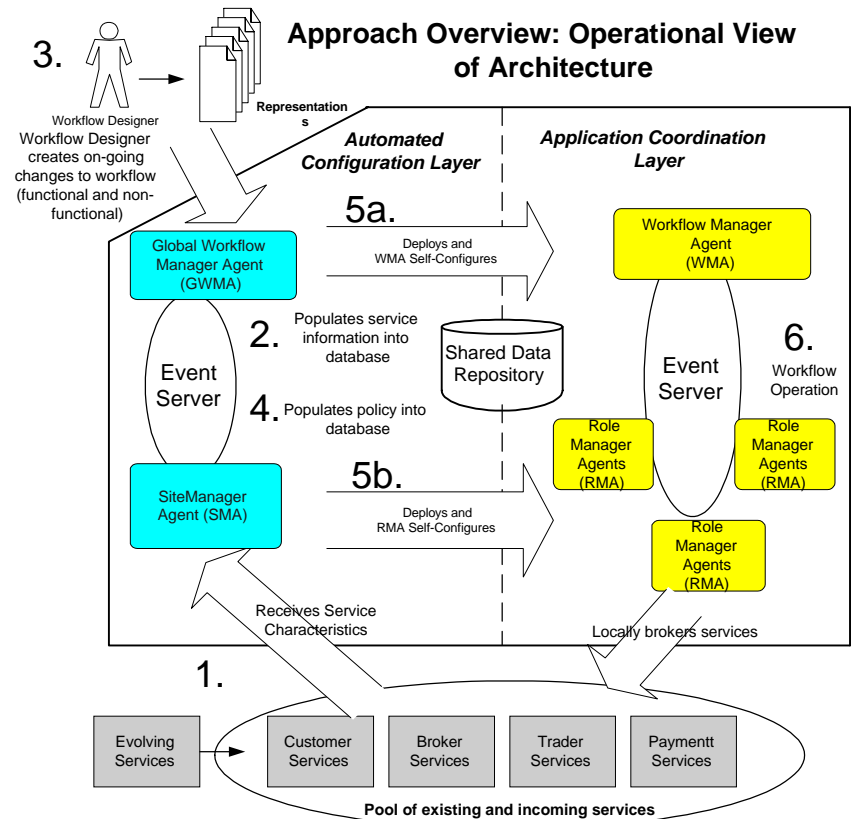 Approach Overview: Operational View
of Architecture
3.
Workflow Designer
Workflow Designer
creates on-going
changes to workflow
(functional and non-
functional)
Representation
s
Automated
Configuration Layer
Application Coordination
Layer
5a.
Deploys and
WMA Self-Configures
Global Workflow
Manager Agent
(GWMA)
Workflow Manager
Agent
(WMA)
2.
Populates service
information into
database
Event
Server
Shared Data
Repository
Event
Server
6.
Workflow
Operation
4.
Populates policy into
database
Role
Manager
Agents
(RMA)
Role
Manager
Agents
(RMA)
5b.
Deploys and
RMA Self-Configures
SiteManager
Agent (SMA)
Role
Manager
Agents
(RMA)
Receives Service
Characteristics
Locally brokers services
1.
Evolving
Services
Customer
Services
Broker
Services
Trader
Services
Paymentt
Services
Pool of existing and incoming services